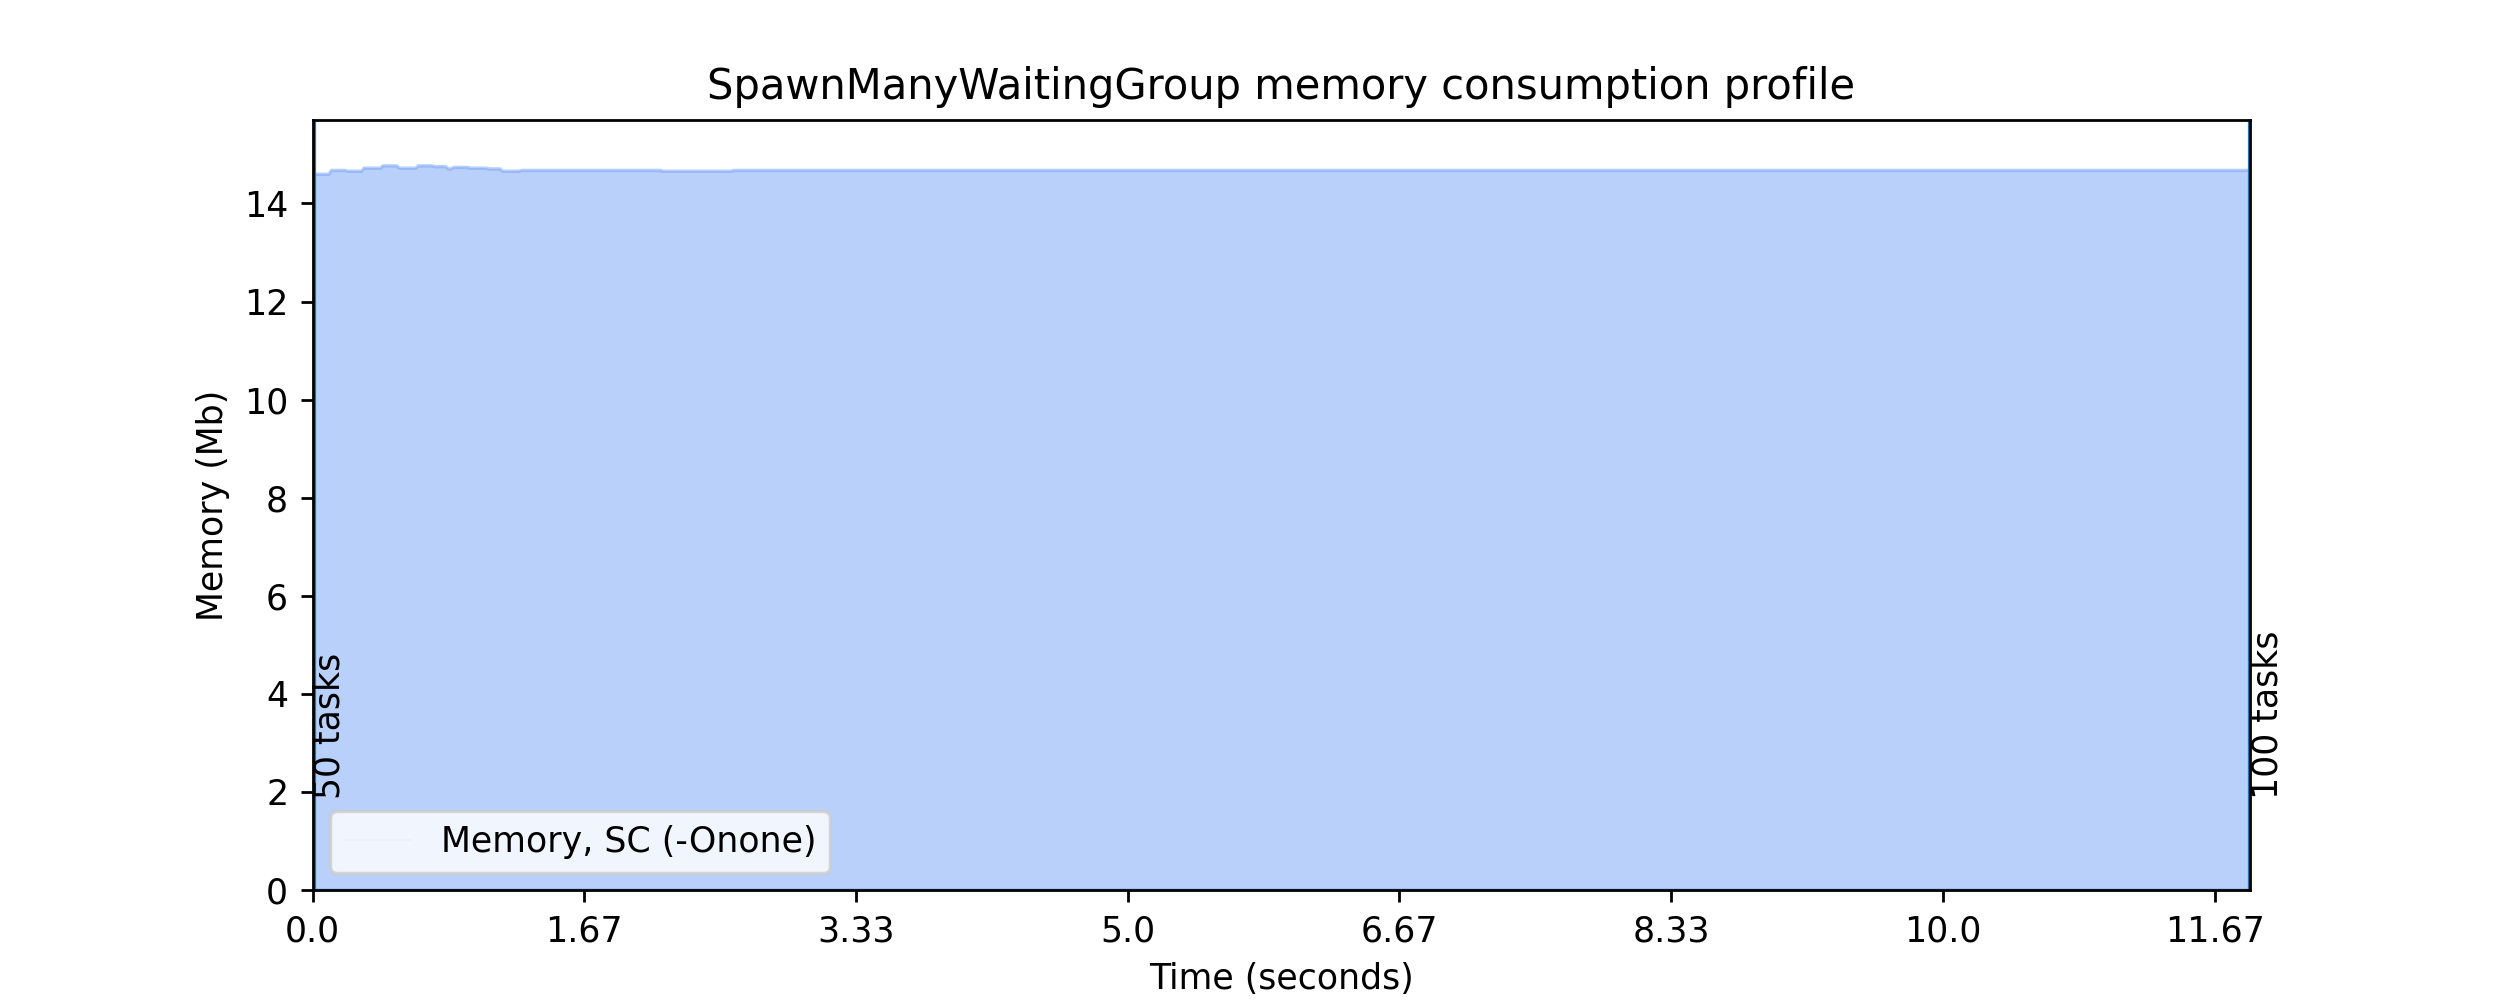 SpawnManyWaitingGroup memory consumption profile
Memory (Mb)
14
12
10
8
6
4
2
0
50 tasks
100 tasks
Memory, SC (-Onone)
0.0 1.67 3.33 5.0 6.67 8.33 10.0 11.67
Time (seconds)